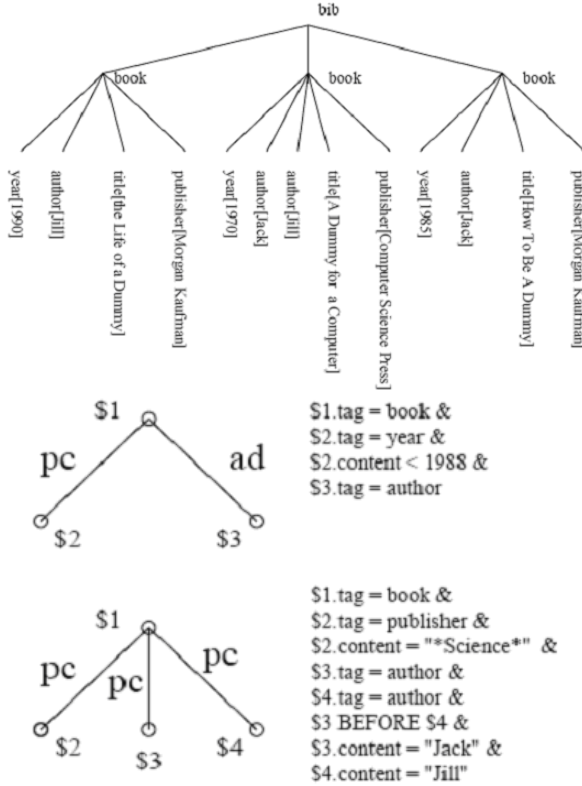 bib
book
book
book
year[1990]
author[Jill]
title[the Life of a Dummy]
publisher[Morgan Kaufman]
year[1970]
author[Jack]
author[Jill]
title[A Dummy for a Computer]
publisher[Computer Science Press]
year[1985]
author[Jack]
title[How To Be A Dummy]
publisher[Morgan Kaufman]
$1
pc
ad
$2
$3
$1.tag = book &
$2.tag = year &
$2.content < 1988 &
$3.tag = author
$1
pc
pc
pc
$2
$3
$4
$1.tag = book &
$2.tag = publisher &
$2.content = "*Science*" &
$3.tag = author &
$4.tag = author &
$3 BEFORE $4 &
$3.content = "Jack" &
$4.content = "Jill"